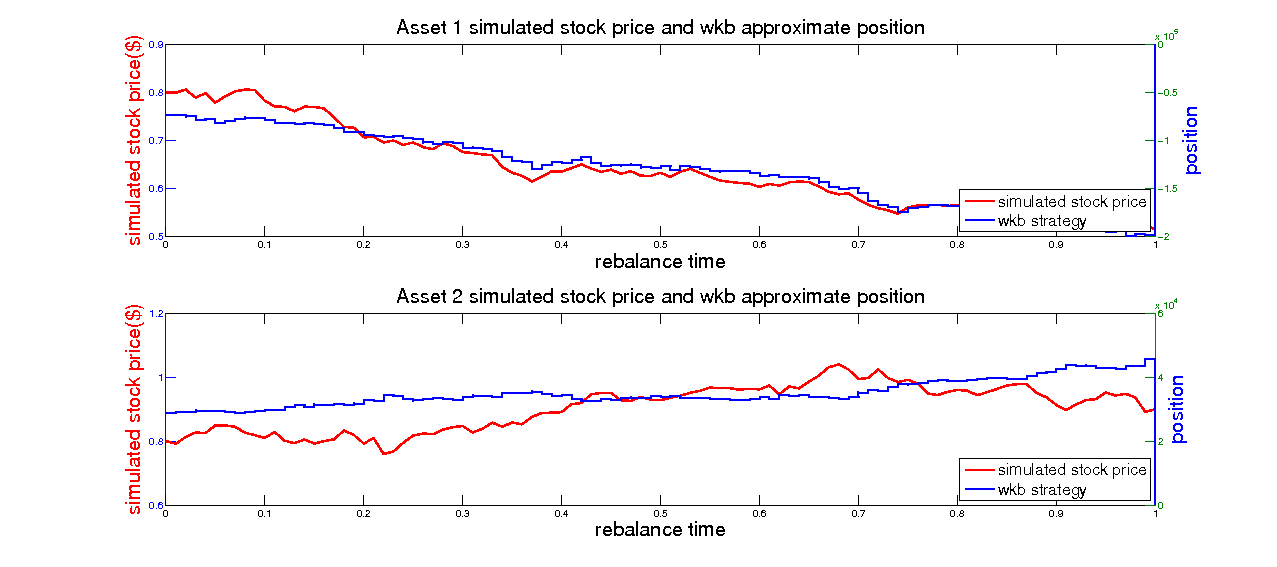 Asset 1 simulated stock price and wkb approximate position
x 10^5
simulated stock price($)
0.9
0.8
0.7
0.6
0.5
0
-0.5
-1
-1.5
-2
position
simulated stock price
wkb strategy
0 0.1 0.2 0.3 0.4 0.5 0.6 0.7 0.8 0.9 1
rebalance time
Asset 2 simulated stock price and wkb approximate position
x 10^4
simulated stock price($)
1.2
1
0.8
0.6
6
4
2
0
position
simulated stock price
wkb strategy
0 0.1 0.2 0.3 0.4 0.5 0.6 0.7 0.8 0.9 1
rebalance time